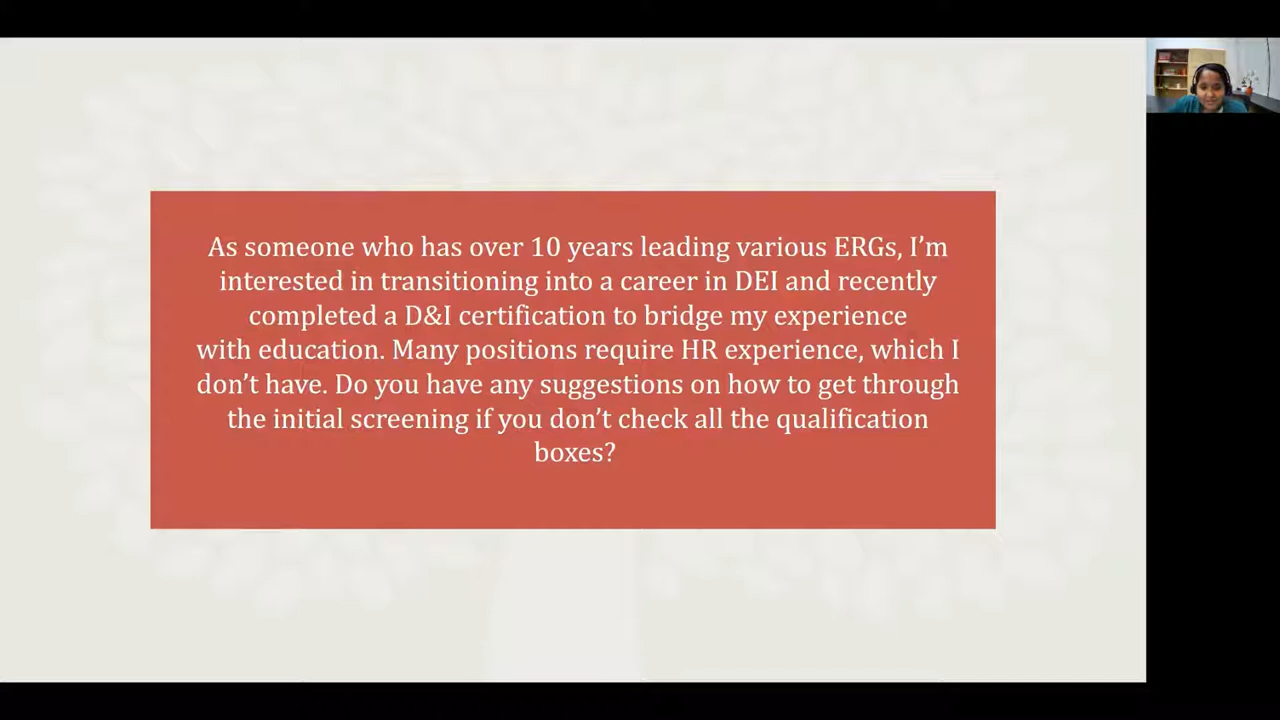 As someone who has over 10 years leading various ERGs, I’m
interested in transitioning into a career in DEI and recently
completed a D&I certification to bridge my experience
with education. Many positions require HR experience, which I
don’t have. Do you have any suggestions on how to get through
the initial screening if you don’t check all the qualification
boxes?